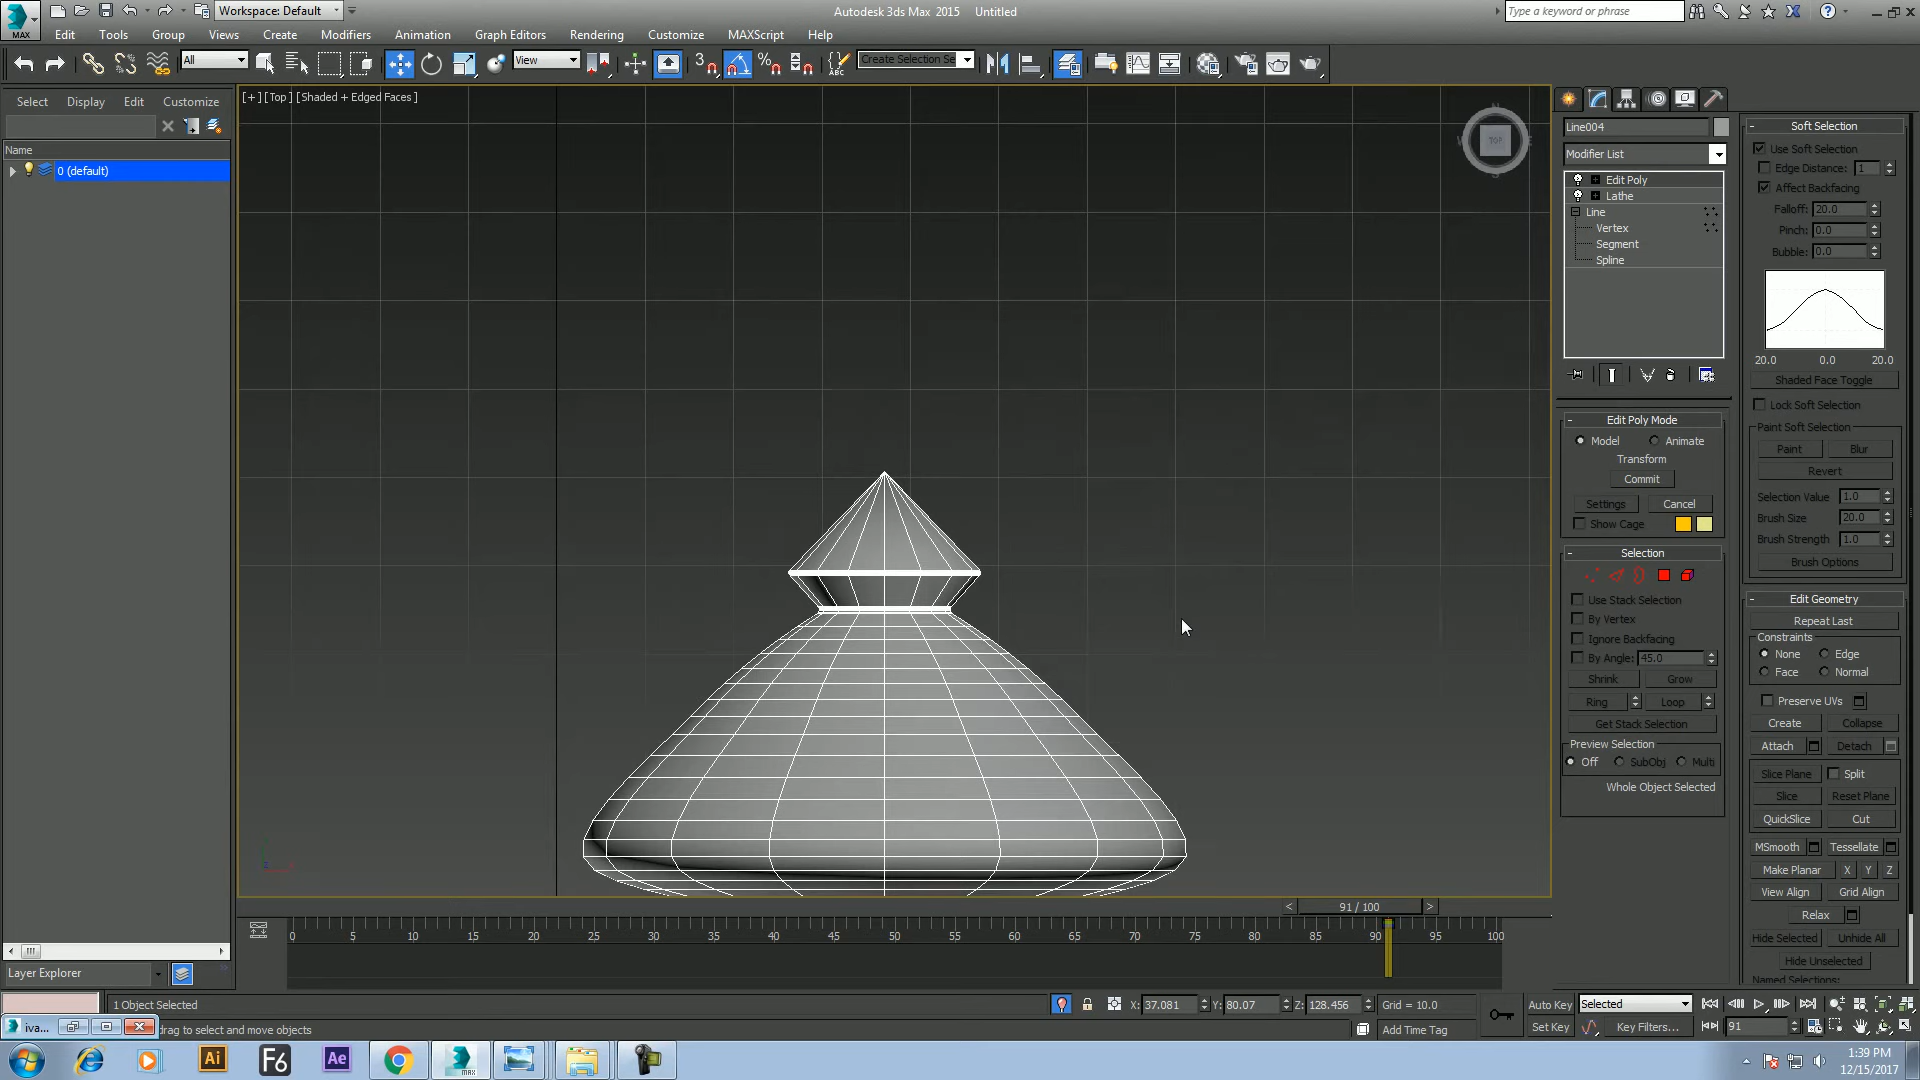 Workspace: Default
Autodesk 3ds Max 2015 Untitled
Type a keyword or phrase
MAX
Edit Tools Group Views Create Modifiers Animation Graph Editors Rendering Customize MAXScript Help
All
View
3
Create Selection Se
ABC
Select Display Edit Customize
[+] [Top] [Shaded + Edged Faces]
Name
0 (default)
TOP
Line004
Modifier List
Edit Poly
Lathe
Line
Vertex
Segment
Spline
Edit Poly Mode
Model Animate
Transform
Commit
Settings Cancel
Show Cage
Selection
Use Stack Selection
By Vertex
Ignore Backfacing
By Angle: 45.0
Shrink Grow
Ring Loop
Get Stack Selection
Preview Selection
Off SubObj Multi
Whole Object Selected
Soft Selection
Use Soft Selection
Edge Distance: 1
Affect Backfacing
Falloff: 20.0
Pinch: 0.0
Bubble: 0.0
20.0 0.0 20.0
Shaded Face Toggle
Lock Soft Selection
Paint Soft Selection
Paint Blur
Revert
Selection Value 1.0
Brush Size 20.0
Brush Strength 1.0
Brush Options
Edit Geometry
Repeat Last
Constraints
None Edge
Face Normal
Preserve UVs
Create Collapse
Attach Detach
Slice Plane Split
Slice Reset Plane
QuickSlice Cut
MSmooth Tessellate
Make Planar X Y Z
View Align Grid Align
Relax
Hide Selected Unhide All
Hide Unselected
Named Selections:
91 / 100
0 5 10 15 20 25 30 35 40 45 50 55 60 65 70 75 80 85 90 95 100
Layer Explorer
1 Object Selected
X: 37.081 Y: 80.07 Z: 128.456 Grid = 10.0
Auto Key Selected
iva...
drag to select and move objects
Add Time Tag
Set Key Key Filters...
91
Ai F6 Ae
MAX
1:39 PM
12/15/2017